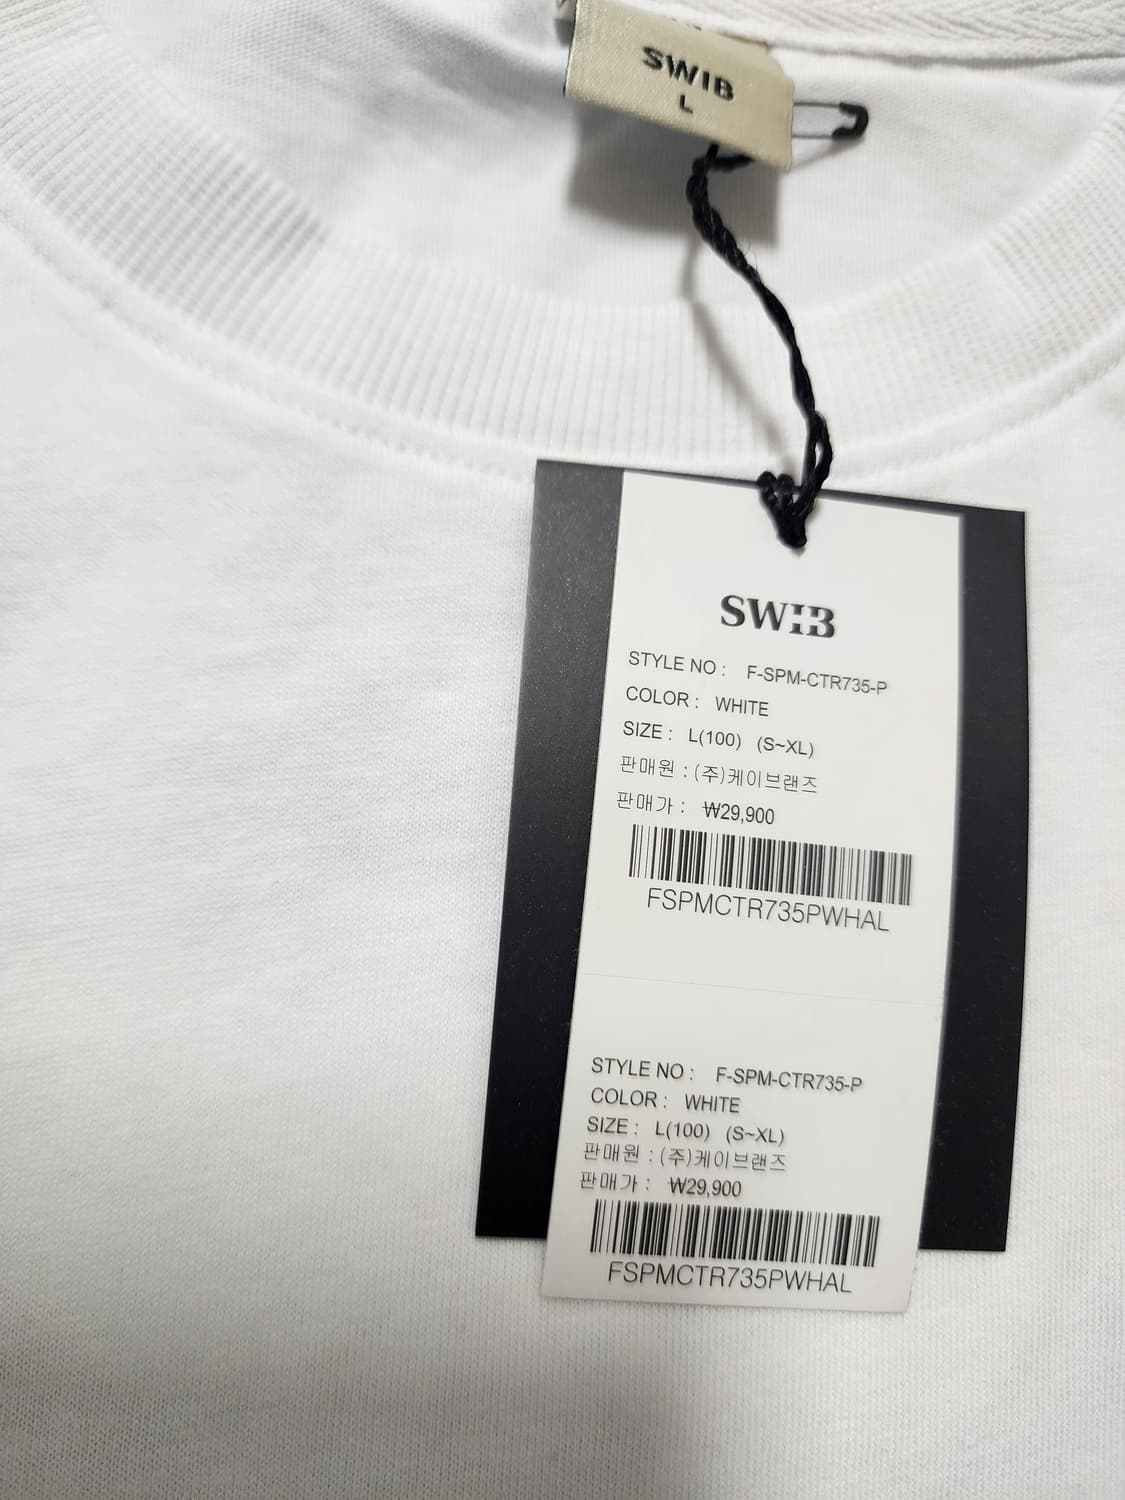 SWIB
L
SWIB
STYLE NO : F-SPM-CTR735-P
COLOR : WHITE
SIZE : L(100) (S~XL)
판매원 : (주)케이브랜즈
판매가 : ₩29,900
FSPMCTR735PWHAL
STYLE NO : F-SPM-CTR735-P
COLOR : WHITE
SIZE : L(100) (S~XL)
판매원 : (주)케이브랜즈
판매가 : ₩29,900
FSPMCTR735PWHAL